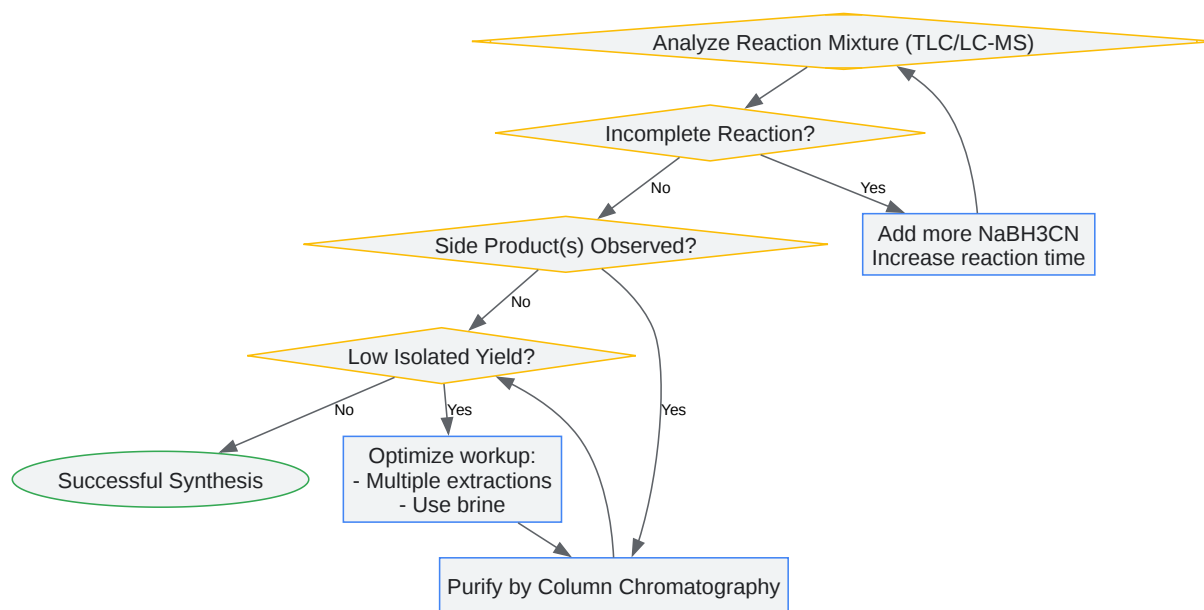 Analyze Reaction Mixture (TLC/LC-MS)
Incomplete Reaction?
No
Yes
Side Product(s) Observed?
Add more NaBH3CN
Increase reaction time
No
Low Isolated Yield?
No
Yes
Yes
Successful Synthesis
Optimize workup:
- Multiple extractions
- Use brine
Purify by Column Chromatography